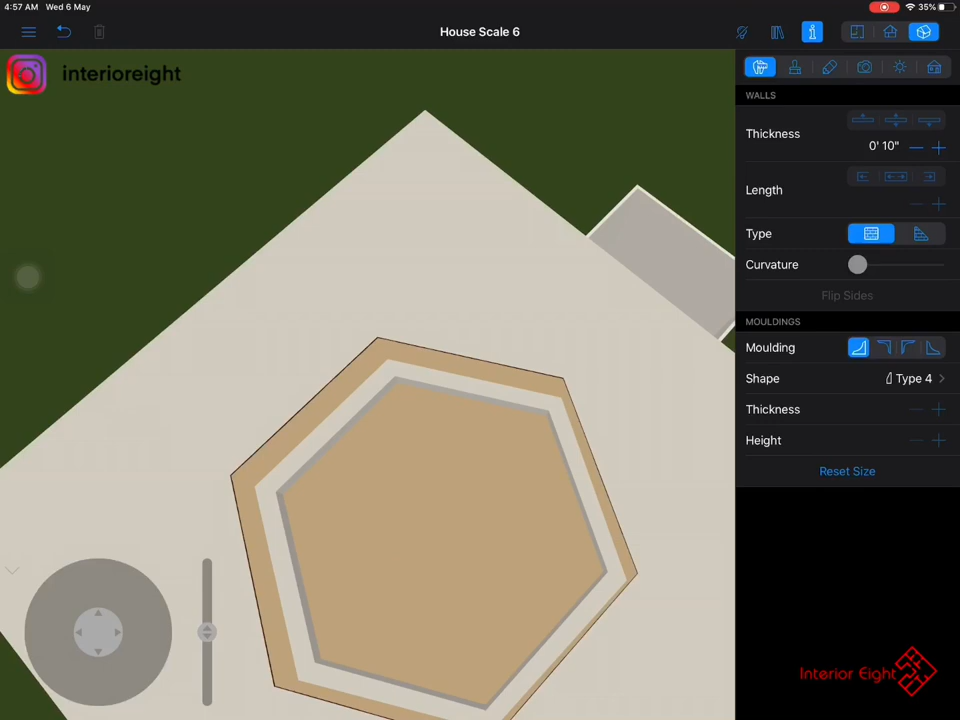 4:57 AM Wed 6 May
35%
House Scale 6
interioreight
WALLS
Thickness
0' 10"
Length
Type
Curvature
Flip Sides
MOULDINGS
Moulding
Shape
Type 4
Thickness
Height
Reset Size
Interior Eight